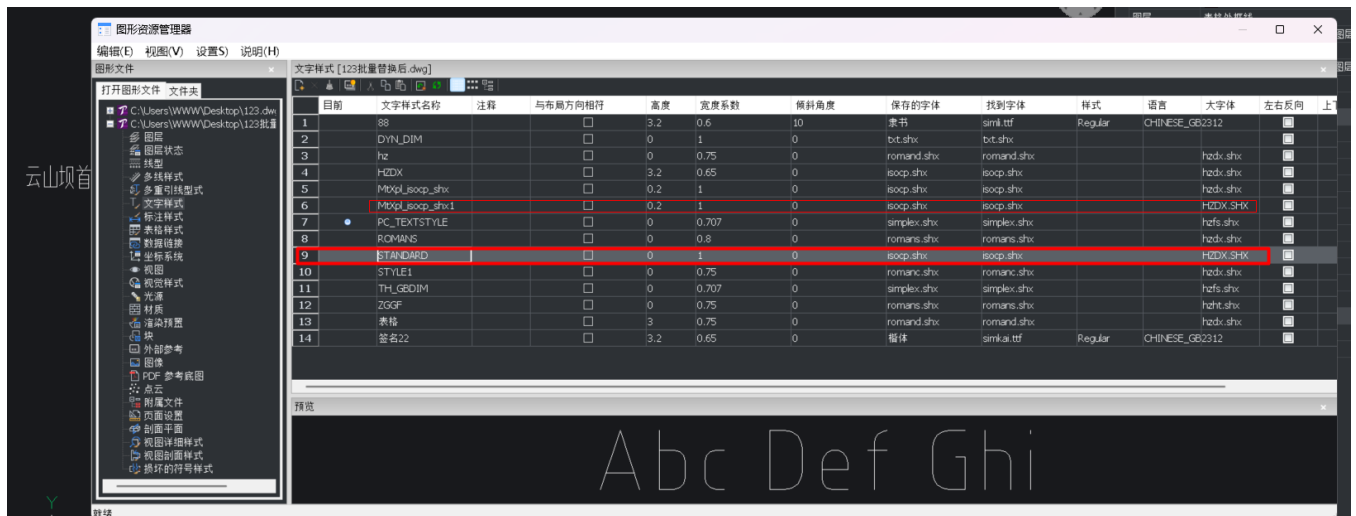 图层
图形资源管理器
编辑(E) 视图(V) 设置S) 说明(H)
图形文件
打开图形文件 文件夹
C:\Users\WWW\Desktop\123.dw
C:\Users\WWW\Desktop\123批量
图层
图层状态
线型
多线样式
多重引线型式
文字样式
标注样式
表格样式
数据链接
坐标系统
视图
视觉样式
光源
材质
渲染预置
块
外部参考
图像
PDF 参考底图
点云
附属文件
页面设置
剖面平面
视图详细样式
视图剖面样式
损坏的符号样式
云山坝首
文字样式 [123批量替换后.dwg]
目前 文字样式名称 注释 与布局方向相符 高度 宽度系数 倾斜角度 保存的字体 找到字体 样式 语言 大字体 左右反向 上下
1 88 3.2 0.6 10 隶书 simli.ttf Regular CHINESE_GB2312
2 DYN_DIM 0 1 0 txt.shx txt.shx
3 hz 0 0.75 0 romand.shx romand.shx hzdx.shx
4 HZDX 3.2 0.65 0 isocp.shx isocp.shx hzdx.shx
5 MtXpl_isocp_shx 0.2 1 0 isocp.shx isocp.shx hzdx.shx
6 MtXpl_isocp_shx1 0.2 1 0 isocp.shx isocp.shx HZDX.SHX
7 PC_TEXTSTYLE 0 0.707 0 simplex.shx simplex.shx hzfs.shx
8 ROMANS 0 0.8 0 romans.shx romans.shx hzdx.shx
9 STANDARD 0 1 0 isocp.shx isocp.shx HZDX.SHX
10 STYLE1 0 0.75 0 romanc.shx romanc.shx hzdx.shx
11 TH_GBDIM 0 0.707 0 simplex.shx simplex.shx hzfs.shx
12 ZGGF 0 0.75 0 romans.shx romans.shx hzht.shx
13 表格 3 0.75 0 romand.shx romand.shx hzdx.shx
14 签名22 3.2 0.65 0 楷体 simkai.ttf Regular CHINESE_GB2312
预览
Abc Def Ghi
Y
就绪